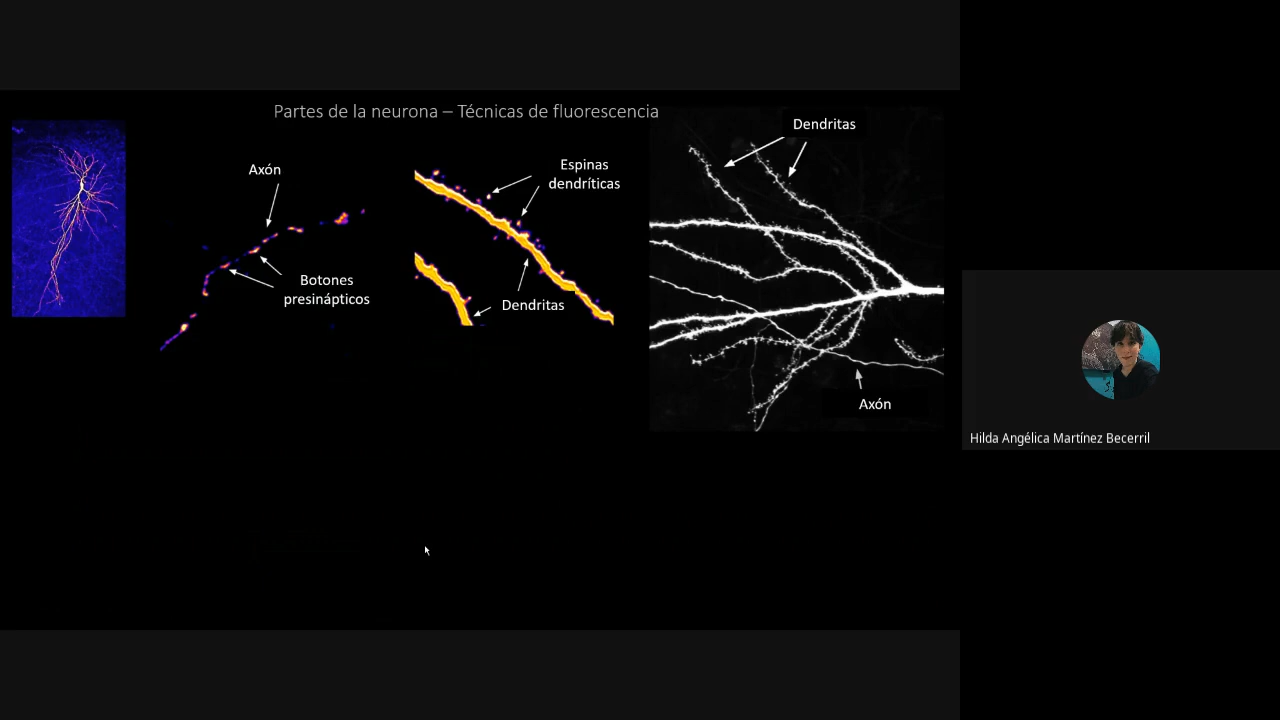 Partes de la neurona – Técnicas de fluorescencia
Axón
Botones
presinápticos
Espinas
dendríticas
Dendritas
Dendritas
Axón
Hilda Angélica Martínez Becerril